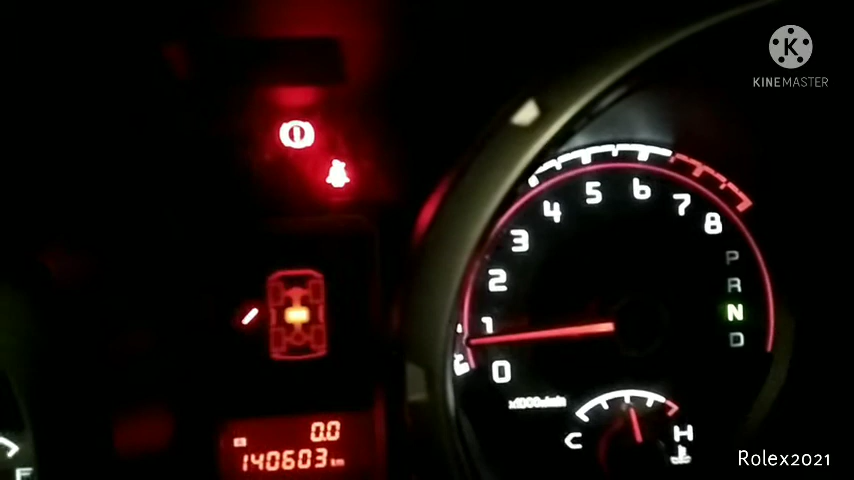 KINEMASTER
1
2
3
4
5
6
7
8
0
P
R
N
D
x1000r/min
0.0
140603 km
C
H
F
Rolex2021